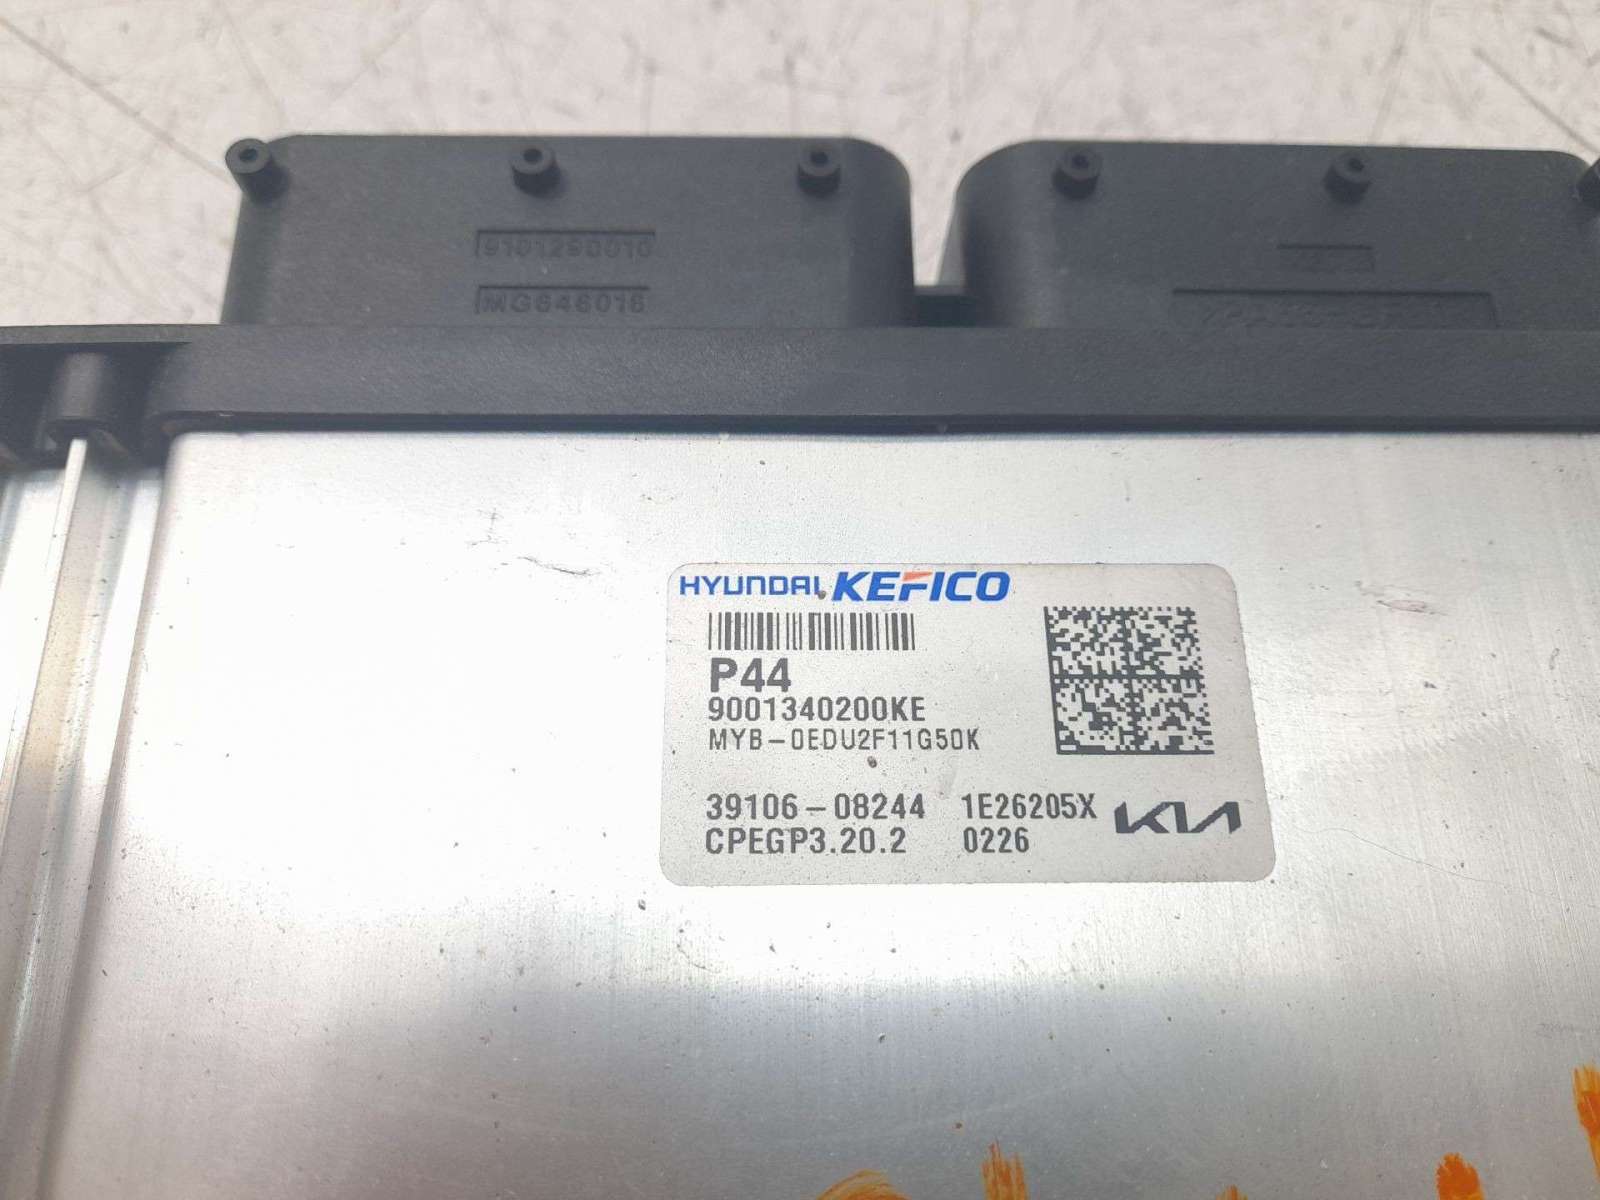 9101290010
MG646016
HYUNDAI KEFICO
P44
9001340200KE
MYB-0EDU2F11G50K
39106-08244 1E26205X KIA
CPEGP3.20.2 0226